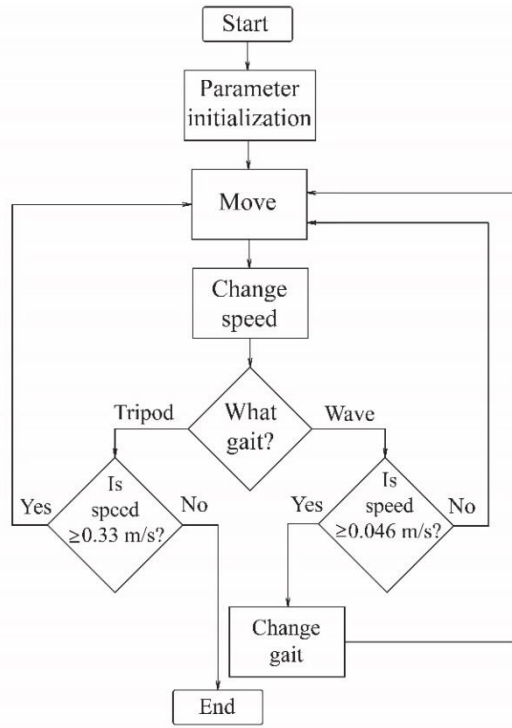 Start
Parameter
initialization
Move
Change
speed
What
gait?
Tripod
Wave
Is
speed
≥0.33 m/s?
Yes
No
Is
speed
≥0.046 m/s?
Yes
No
Change
gait
End